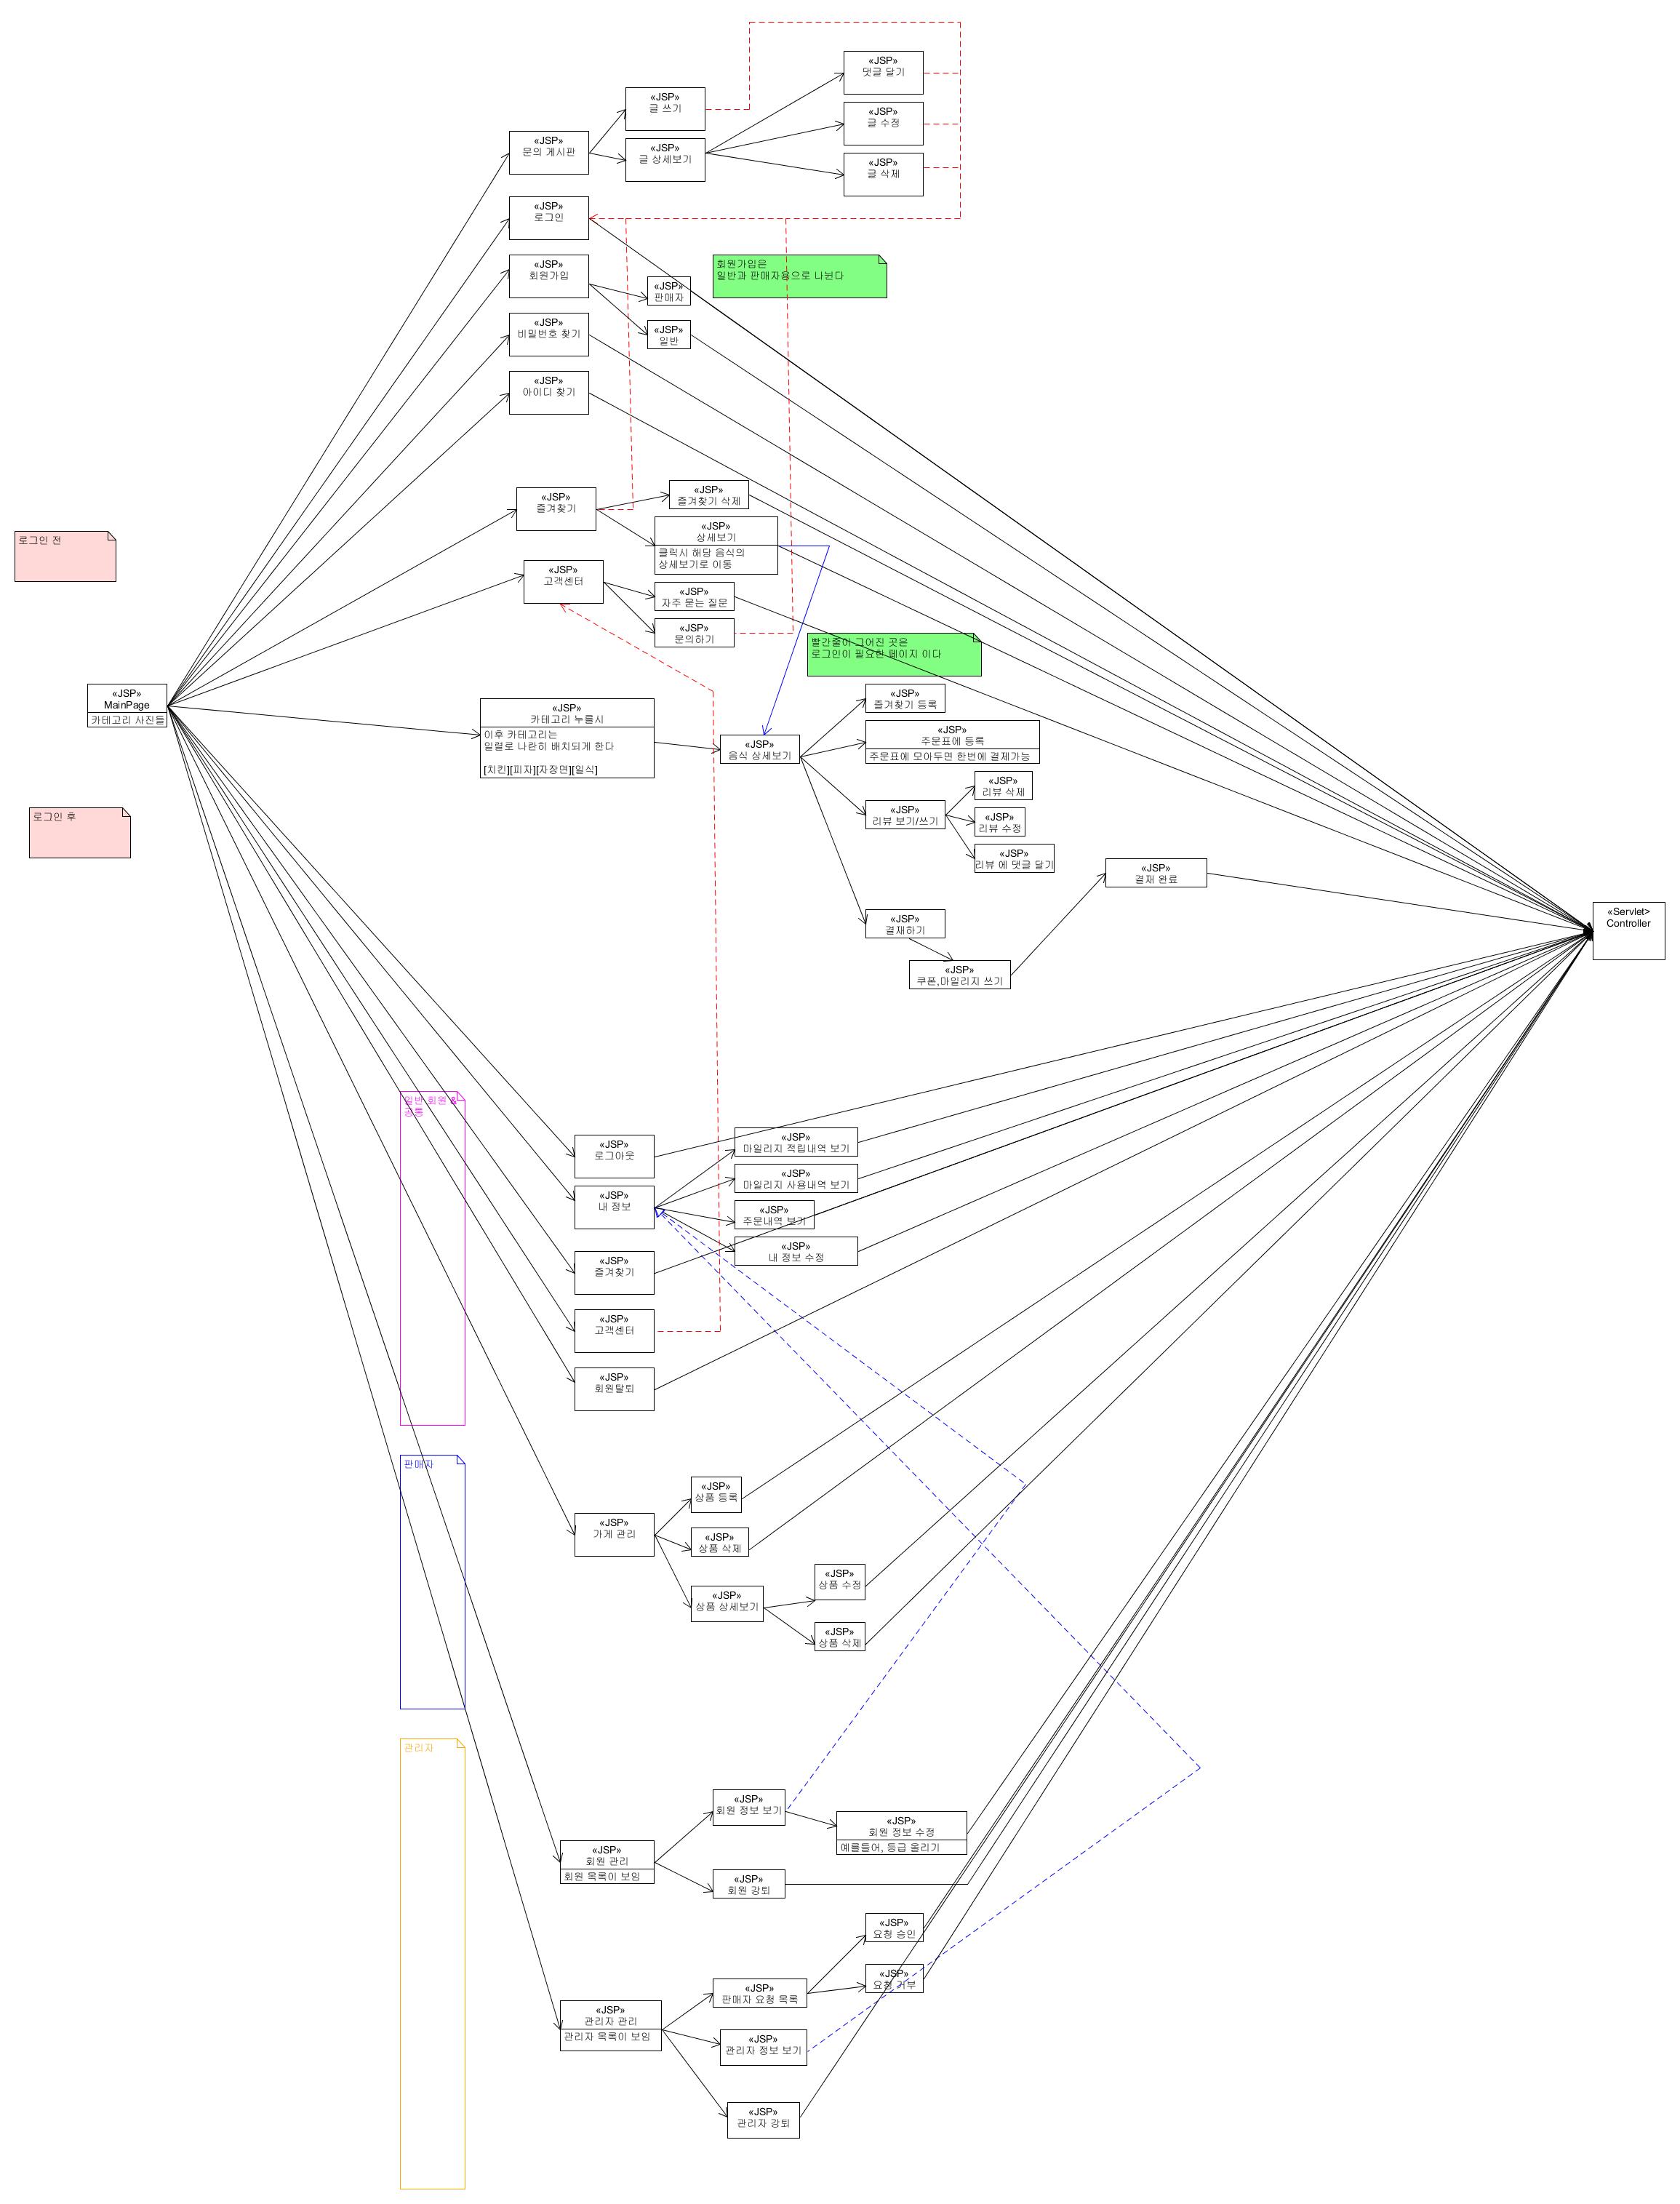 «JSP»
댓글 달기
«JSP»
글 쓰기
«JSP»
글 수정
«JSP»
문의 게시판
«JSP»
글 상세보기
«JSP»
글 삭제
«JSP»
로그인
«JSP»
회원가입
회원가입은
일반과 판매자용으로 나뉜다
«JSP»
판매자
«JSP»
비밀번호 찾기
«JSP»
일반
«JSP»
아이디 찾기
«JSP»
즐겨찾기
«JSP»
즐겨찾기 삭제
«JSP»
상세보기
클릭시 해당 음식의
상세보기로 이동
로그인 전
«JSP»
고객센터
«JSP»
자주 묻는 질문
«JSP»
문의하기
빨간줄이 그어진 곳은
로그인이 필요한 페이지 이다
«JSP»
MainPage
카테고리 사진들
«JSP»
카테고리 누를시
이후 카테고리는
일렬로 나란히 배치되게 한다
[치킨][피자][자장면][일식]
«JSP»
음식 상세보기
«JSP»
즐겨찾기 등록
«JSP»
주문표에 등록
주문표에 모아두면 한번에 결제가능
«JSP»
리뷰 삭제
«JSP»
리뷰 보기/쓰기
«JSP»
리뷰 수정
«JSP»
리뷰 에 댓글 달기
로그인 후
«JSP»
결재 완료
«JSP»
결재하기
«JSP»
쿠폰,마일리지 쓰기
«Servlet>
Controller
일반 회원 &
공통
«JSP»
로그아웃
«JSP»
마일리지 적립내역 보기
«JSP»
마일리지 사용내역 보기
«JSP»
내 정보
«JSP»
주문내역 보기
«JSP»
내 정보 수정
«JSP»
즐겨찾기
«JSP»
고객센터
«JSP»
회원탈퇴
판매자
«JSP»
상품 등록
«JSP»
가게 관리
«JSP»
상품 삭제
«JSP»
상품 상세보기
«JSP»
상품 수정
«JSP»
상품 삭제
관리자
«JSP»
회원 정보 보기
«JSP»
회원 정보 수정
예를들어, 등급 올리기
«JSP»
회원 관리
회원 목록이 보임
«JSP»
회원 강퇴
«JSP»
요청 승인
«JSP»
요청 거부
«JSP»
판매자 요청 목록
«JSP»
관리자 관리
관리자 목록이 보임
«JSP»
관리자 정보 보기
«JSP»
관리자 강퇴